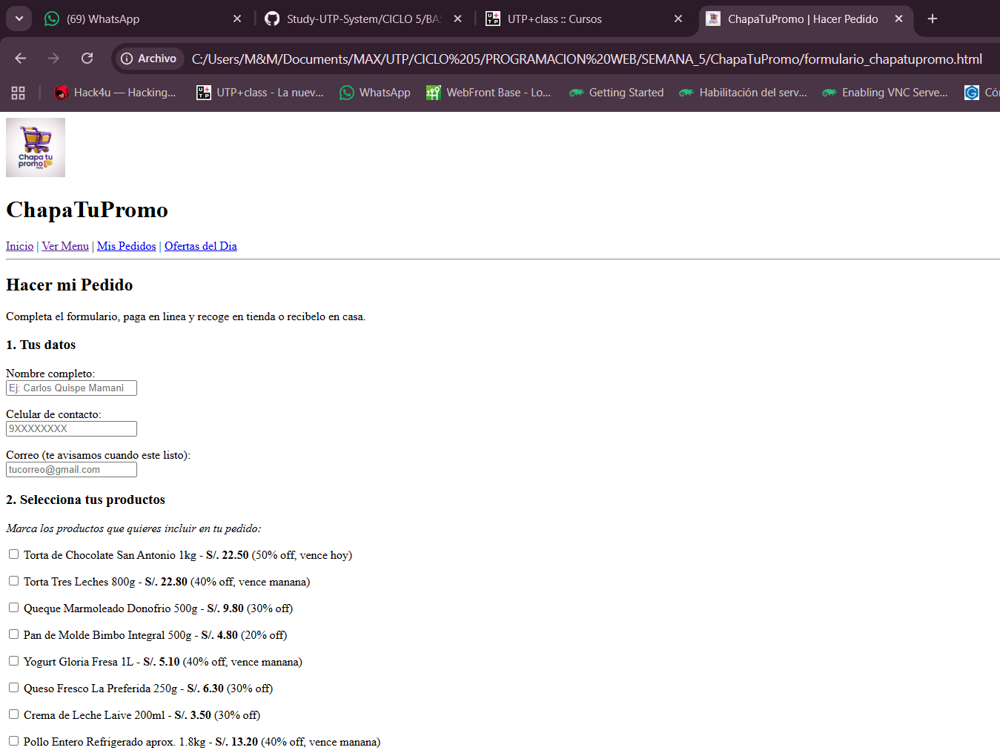 (69) WhatsApp
Study-UTP-System/CICLO 5/BAS
UTP+class :: Cursos
ChapaTuPromo | Hacer Pedido
Archivo
C:/Users/M&M/Documents/MAX/UTP/CICLO%205/PROGRAMACION%20WEB/SEMANA_5/ChapaTuPromo/formulario_chapatupromo.html
Hack4u — Hacking...
UTP+class - La nuev...
WhatsApp
WebFront Base - Lo...
Getting Started
Habilitación del serv...
Enabling VNC Serve...
Cór
Chapa tu
promo
PERU
ChapaTuPromo
Inicio | Ver Menu | Mis Pedidos | Ofertas del Dia
Hacer mi Pedido
Completa el formulario, paga en linea y recoge en tienda o recibelo en casa.
1. Tus datos
Nombre completo:
Ej: Carlos Quispe Mamani
Celular de contacto:
9XXXXXXXX
Correo (te avisamos cuando este listo):
tucorreo@gmail.com
2. Selecciona tus productos
Marca los productos que quieres incluir en tu pedido:
Torta de Chocolate San Antonio 1kg - S/. 22.50 (50% off, vence hoy)
Torta Tres Leches 800g - S/. 22.80 (40% off, vence manana)
Queque Marmoleado Donofrio 500g - S/. 9.80 (30% off)
Pan de Molde Bimbo Integral 500g - S/. 4.80 (20% off)
Yogurt Gloria Fresa 1L - S/. 5.10 (40% off, vence manana)
Queso Fresco La Preferida 250g - S/. 6.30 (30% off)
Crema de Leche Laive 200ml - S/. 3.50 (30% off)
Pollo Entero Refrigerado aprox. 1.8kg - S/. 13.20 (40% off, vence manana)